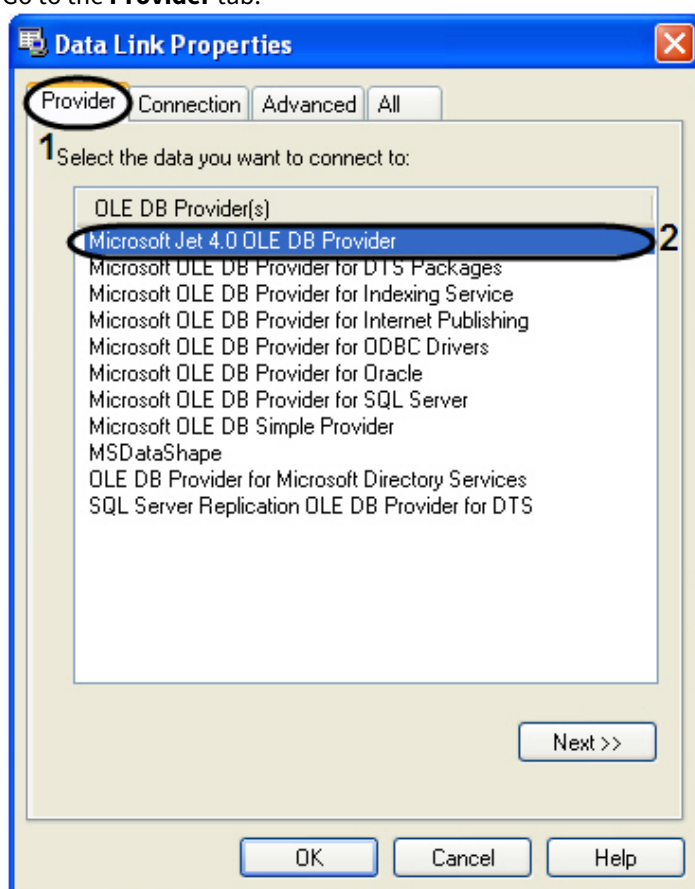 Go to the Provider tab.
Data Link Properties
Provider Connection Advanced All
1
Select the data you want to connect to:
OLE DB Provider(s)
Microsoft Jet 4.0 OLE DB Provider 2
Microsoft OLE DB Provider for DTS Packages
Microsoft OLE DB Provider for Indexing Service
Microsoft OLE DB Provider for Internet Publishing
Microsoft OLE DB Provider for ODBC Drivers
Microsoft OLE DB Provider for Oracle
Microsoft OLE DB Provider for SQL Server
Microsoft OLE DB Simple Provider
MSDataShape
OLE DB Provider for Microsoft Directory Services
SQL Server Replication OLE DB Provider for DTS
Next >>
OK Cancel Help